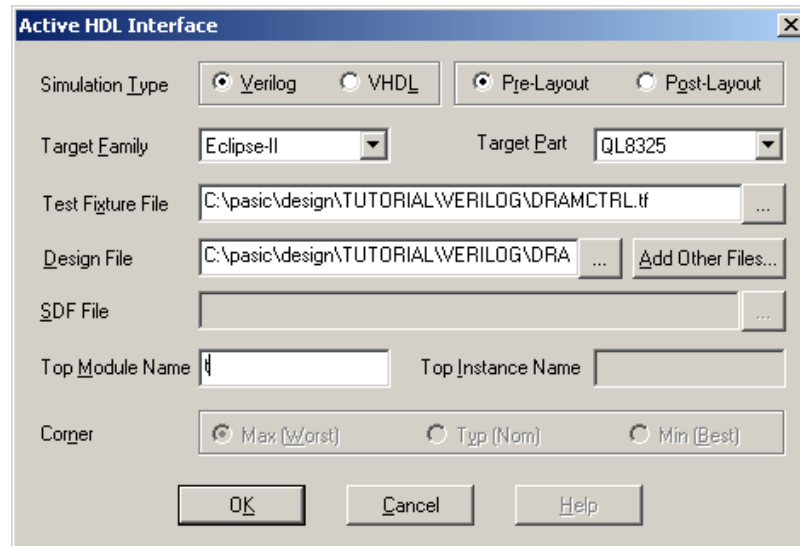 Active HDL Interface
Simulation Type Verilog VHDL Pre-Layout Post-Layout
Target Family Eclipse-II Target Part QL8325
Test Fixture File C:\pasic\design\TUTORIAL\VERILOG\DRAMCTRL.tf ...
Design File C:\pasic\design\TUTORIAL\VERILOG\DRA ... Add Other Files...
SDF File ...
Top Module Name t Top Instance Name
Corner Max (Worst) Typ (Nom) Min (Best)
OK Cancel Help